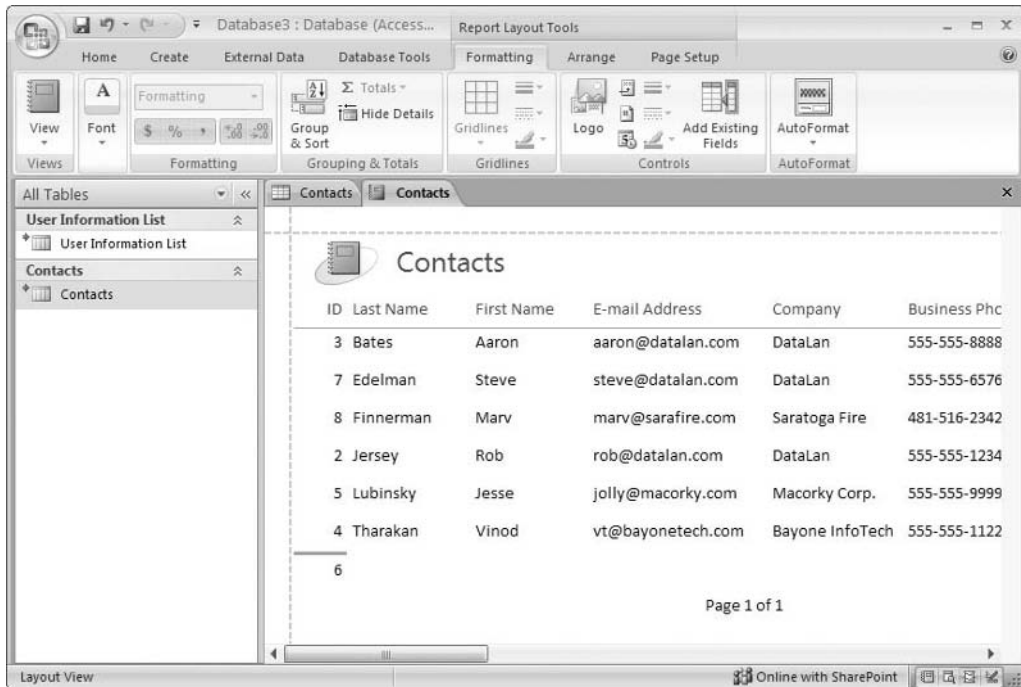 Database3 : Database (Access... Report Layout Tools
Home Create External Data Database Tools Formatting Arrange Page Setup
View
Views
A
Font
Formatting
$ % , .0 .00 .00 .0
Formatting
A Z
Group & Sort
Σ Totals
Hide Details
Grouping & Totals
Gridlines
Gridlines
Logo
Add Existing Fields
Controls
XXXXX
AutoFormat
AutoFormat
All Tables
User Information List
User Information List
Contacts
Contacts
Contacts Contacts
Contacts
ID Last Name First Name E-mail Address Company Business Pho
3 Bates Aaron aaron@datalan.com DataLan 555-555-8888
7 Edelman Steve steve@datalan.com DataLan 555-555-6576
8 Finnerman Marv marv@sarafire.com Saratoga Fire 481-516-2342
2 Jersey Rob rob@datalan.com DataLan 555-555-1234
5 Lubinsky Jesse jolly@macorky.com Macorky Corp. 555-555-9999
4 Tharakan Vinod vt@bayonetech.com Bayone InfoTech 555-555-1122
6
Page 1 of 1
Layout View Online with SharePoint